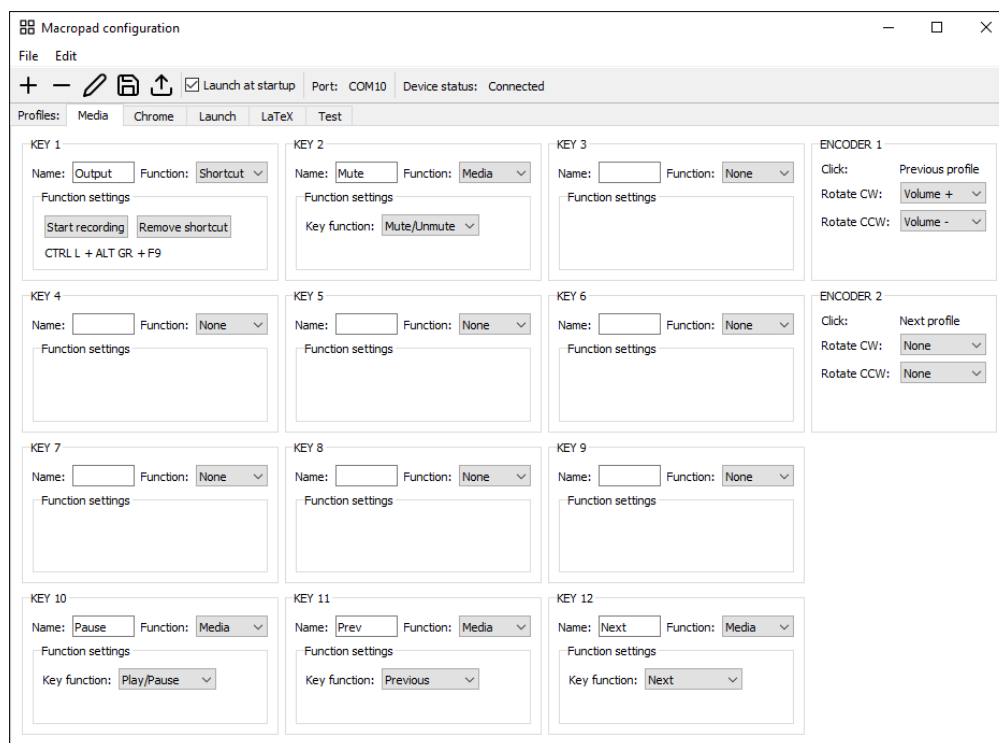 Macropad configuration
File Edit
Launch at startup Port: COM10 Device status: Connected
Profiles: Media Chrome Launch LaTeX Test
KEY 1
Name: Output Function: Shortcut
Function settings
Start recording Remove shortcut
CTRL L + ALT GR + F9
KEY 2
Name: Mute Function: Media
Function settings
Key function: Mute/Unmute
KEY 3
Name: Function: None
Function settings
ENCODER 1
Click: Previous profile
Rotate CW: Volume +
Rotate CCW: Volume -
KEY 4
Name: Function: None
Function settings
KEY 5
Name: Function: None
Function settings
KEY 6
Name: Function: None
Function settings
ENCODER 2
Click: Next profile
Rotate CW: None
Rotate CCW: None
KEY 7
Name: Function: None
Function settings
KEY 8
Name: Function: None
Function settings
KEY 9
Name: Function: None
Function settings
KEY 10
Name: Pause Function: Media
Function settings
Key function: Play/Pause
KEY 11
Name: Prev Function: Media
Function settings
Key function: Previous
KEY 12
Name: Next Function: Media
Function settings
Key function: Next